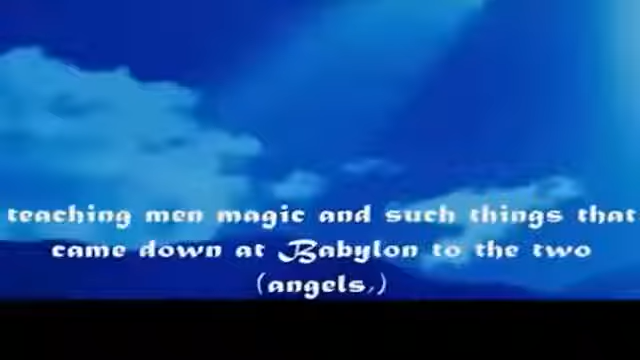 teaching men magic and such things that
came down at Babylon to the two
(angels,)